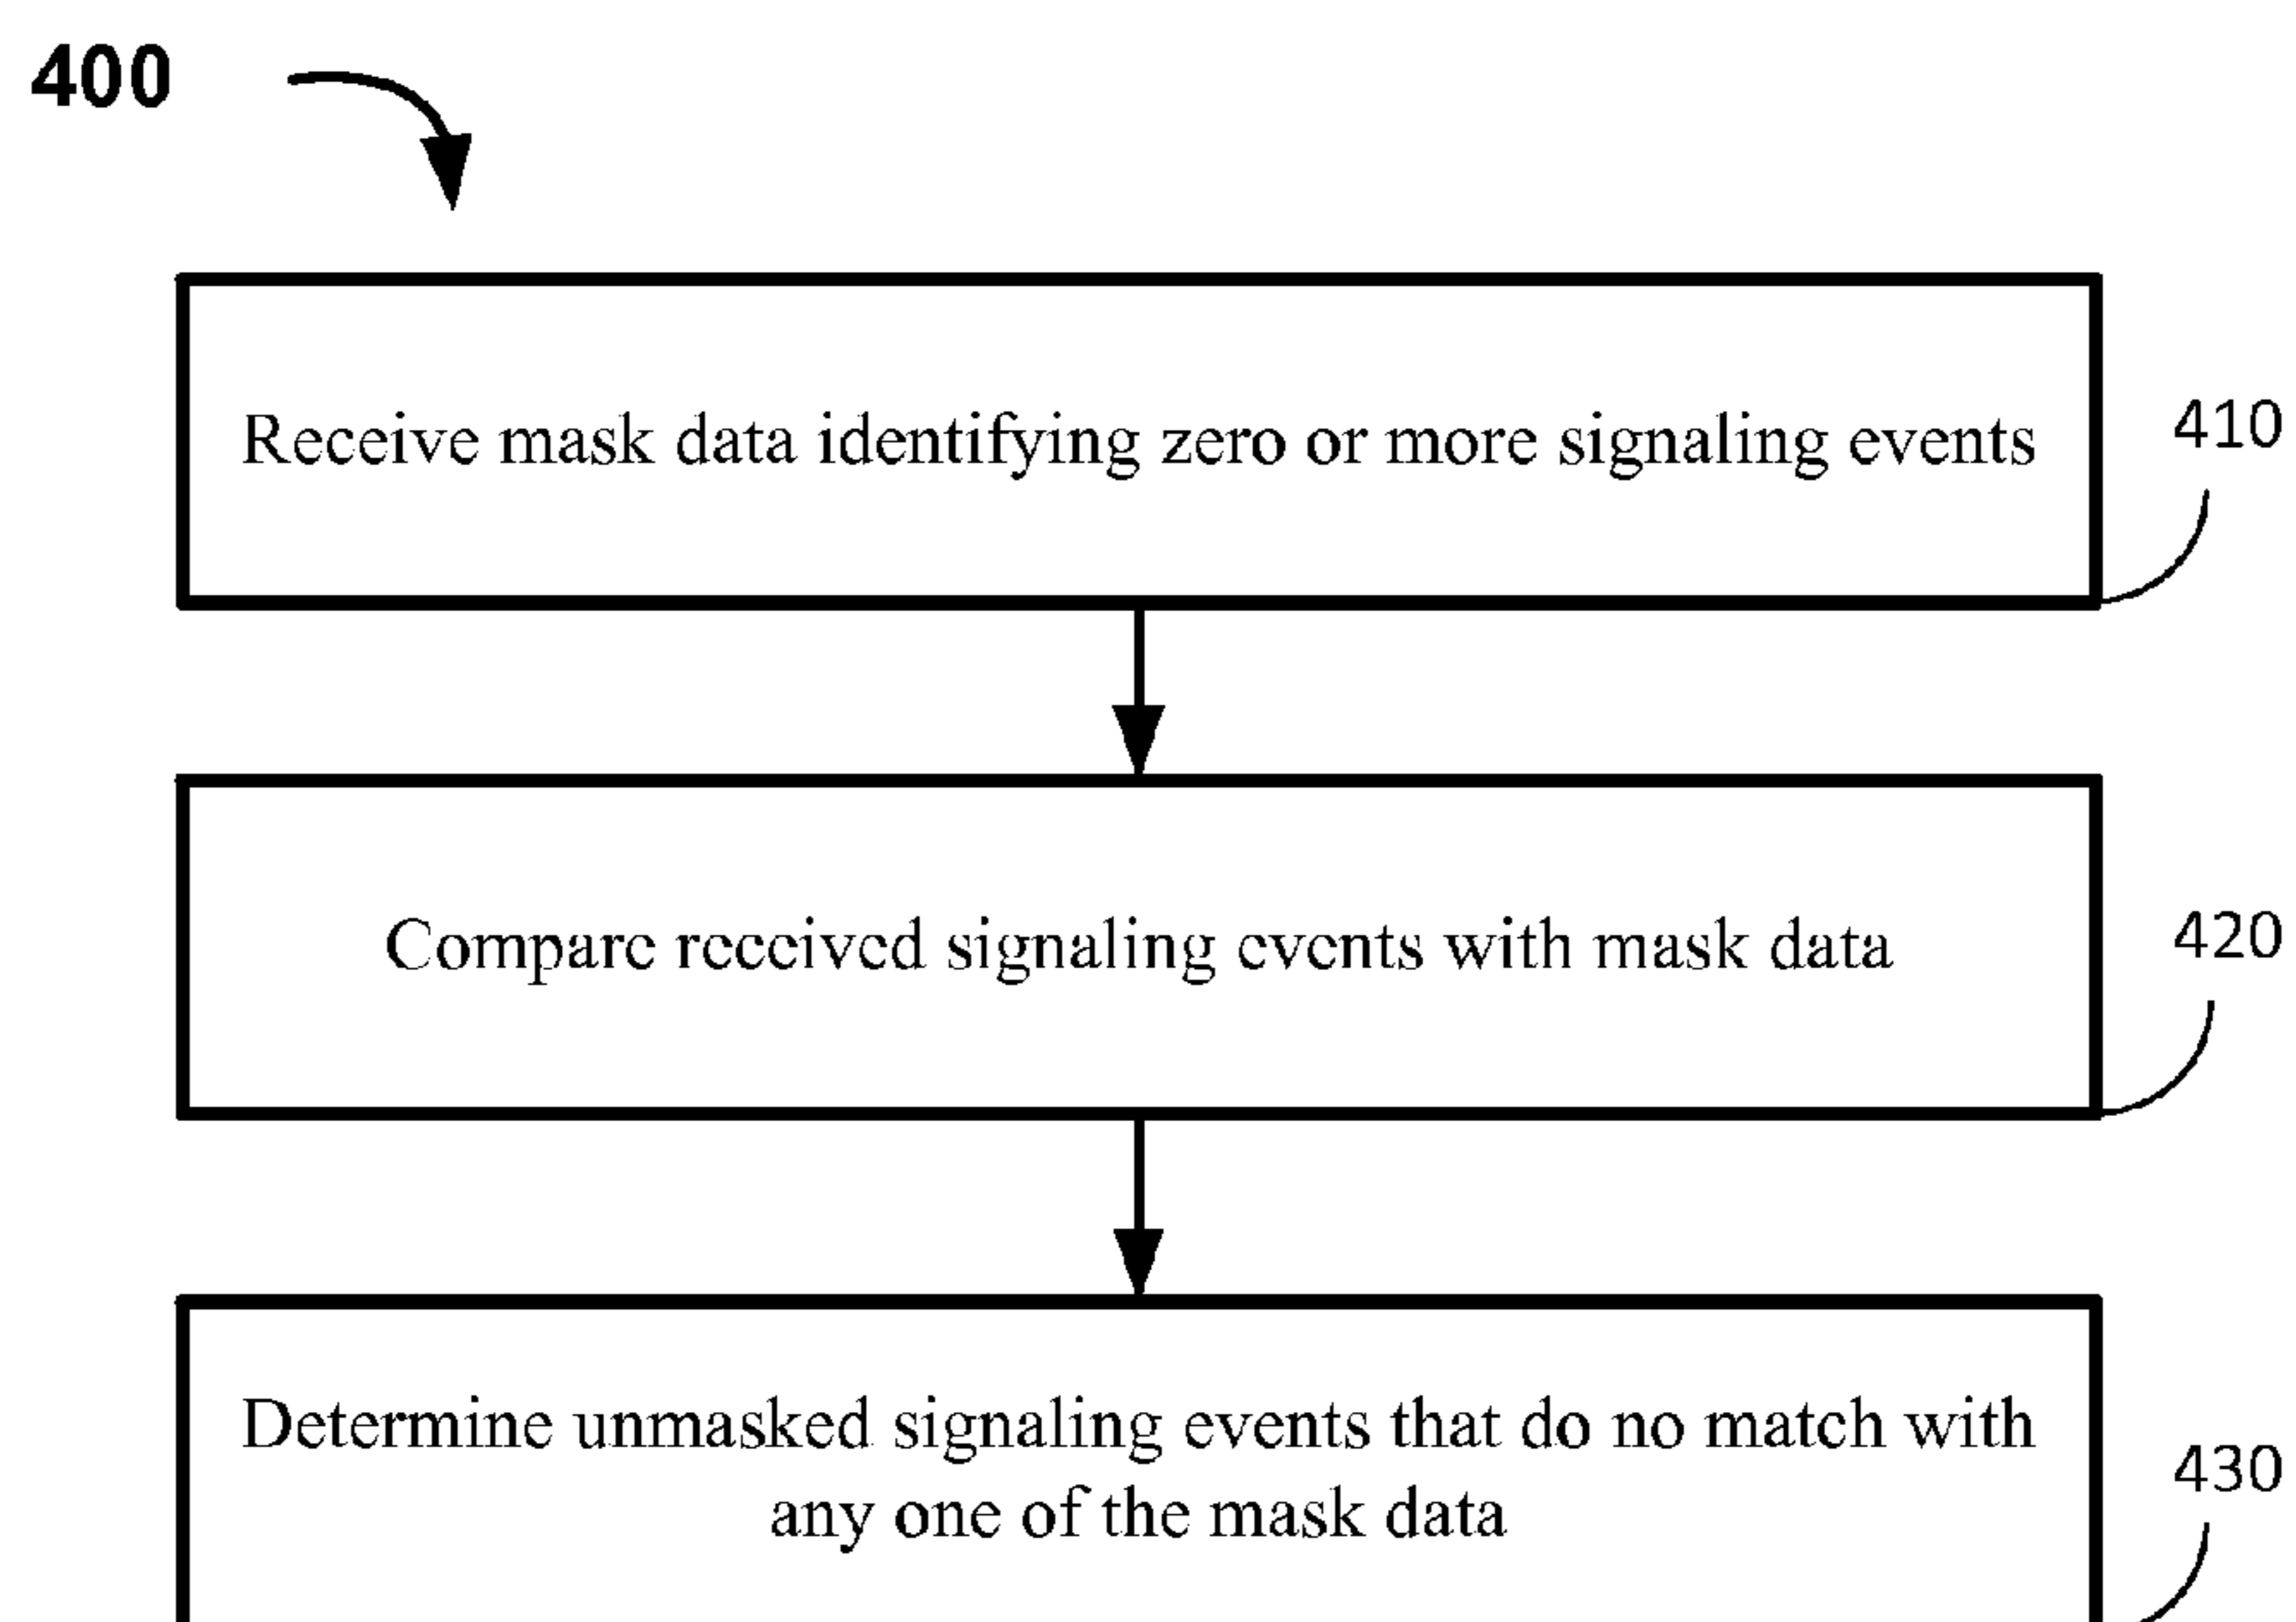 400
Receive mask data identifying zero or more signaling events
410
Compare received signaling events with mask data
420
Determine unmasked signaling events that do no match with
any one of the mask data
430